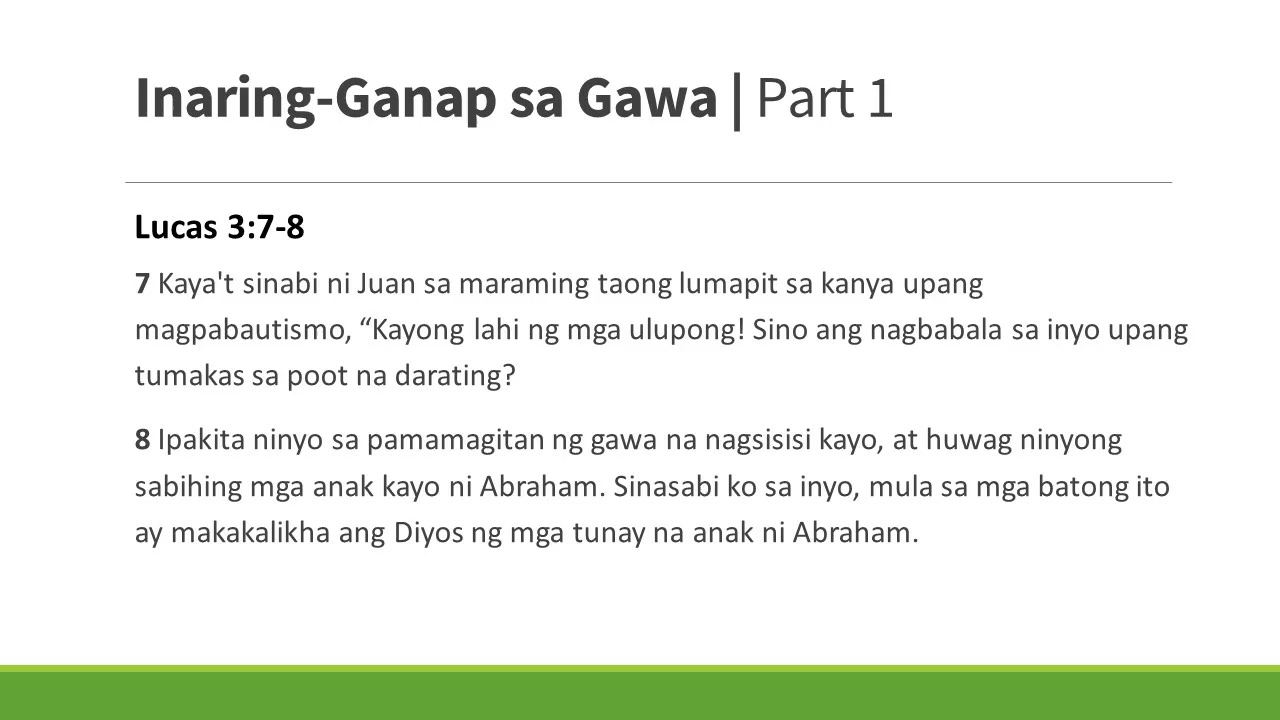 Inaring-Ganap sa Gawa | Part 1
Lucas 3:7-8
7 Kaya't sinabi ni Juan sa maraming taong lumapit sa kanya upang
magpabautismo, “Kayong lahi ng mga ulupong! Sino ang nagbabala sa inyo upang
tumakas sa poot na darating?
8 Ipakita ninyo sa pamamagitan ng gawa na nagsisisi kayo, at huwag ninyong
sabihing mga anak kayo ni Abraham. Sinasabi ko sa inyo, mula sa mga batong ito
ay makakalikha ang Diyos ng mga tunay na anak ni Abraham.